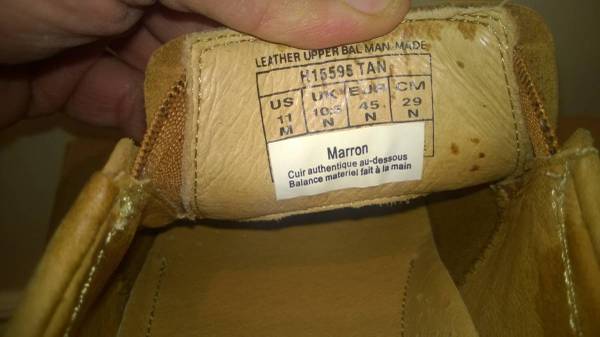 LEATHER UPPER BAL MAN MADE
H15595 TAN
US UK EUR CM
11 10.5 45 29
M N N N
Marron
Cuir authentique au-dessous
Balance materiel fait à la main